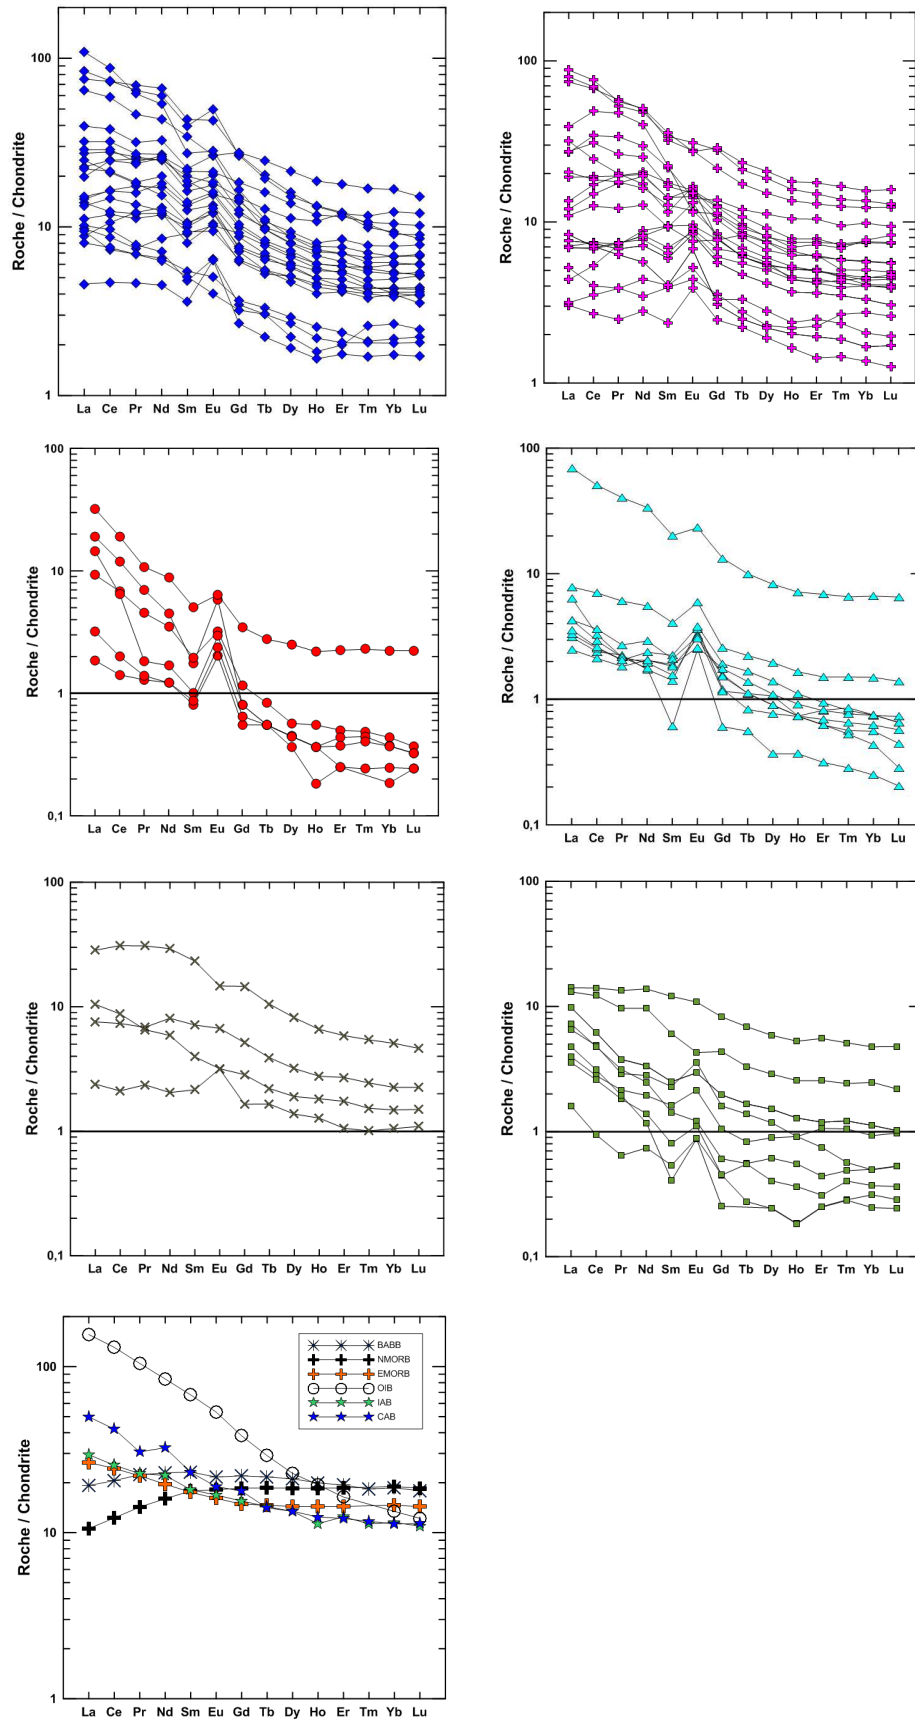 100
10
1
Roche / Chondrite
La Ce Pr Nd Sm Eu Gd Tb Dy Ho Er Tm Yb Lu
100
10
1
Roche / Chondrite
La Ce Pr Nd Sm Eu Gd Tb Dy Ho Er Tm Yb Lu
100
10
1
0,1
Roche / Chondrite
La Ce Pr Nd Sm Eu Gd Tb Dy Ho Er Tm Yb Lu
100
10
1
0,1
Roche / Chondrite
La Ce Pr Nd Sm Eu Gd Tb Dy Ho Er Tm Yb Lu
100
10
1
0,1
Roche / Chondrite
La Ce Pr Nd Sm Eu Gd Tb Dy Ho Er Tm Yb Lu
100
10
1
0,1
Roche / Chondrite
La Ce Pr Nd Sm Eu Gd Tb Dy Ho Er Tm Yb Lu
100
10
1
Roche / Chondrite
BABB
NMORB
EMORB
OIB
IAB
CAB
La Ce Pr Nd Sm Eu Gd Tb Dy Ho Er Tm Yb Lu